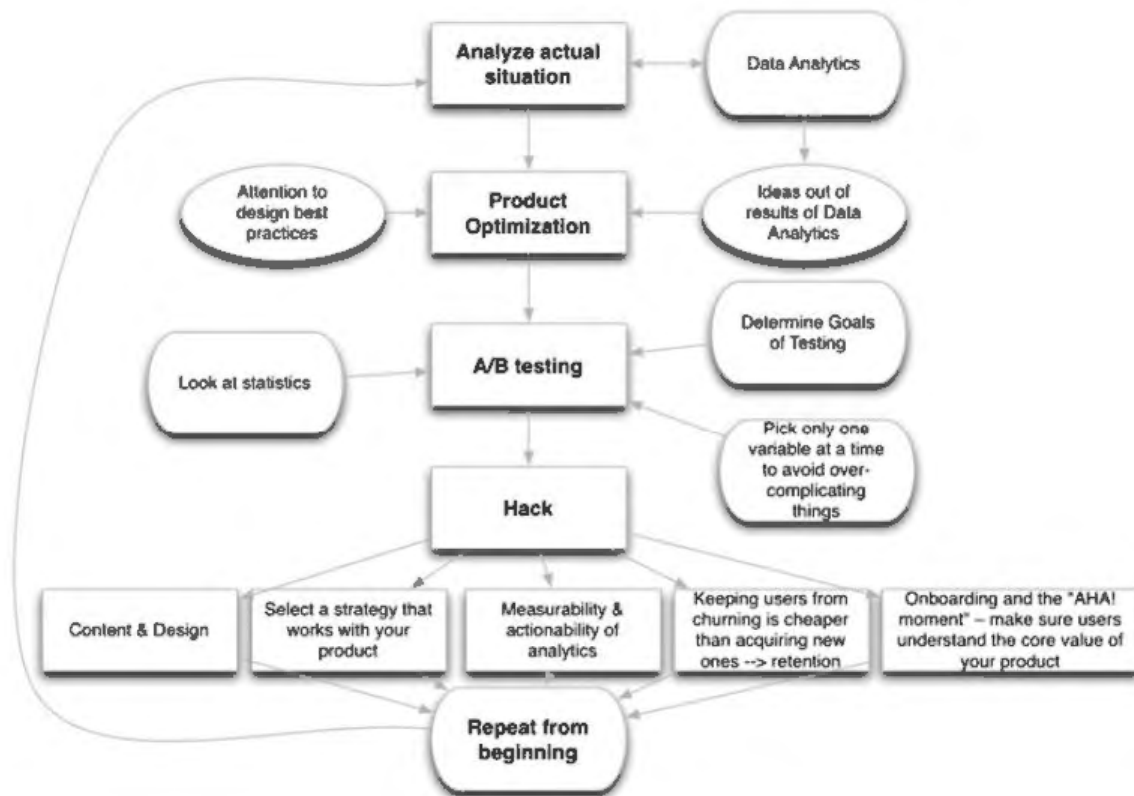 Analyze actual
situation
Data Analytics
Attention to
design best
practices
Product
Optimization
Ideas out of
results of Data
Analytics
Look at statistics
A/B testing
Determine Goals
of Testing
Pick only one
variable at a time
to avoid over-
complicating
things
Hack
Content & Design
Select a strategy that
works with your
product
Measurability &
actionability of
analytics
Keeping users from
churning is cheaper
than acquiring new
ones --> retention
Onboarding and the "AHA!
moment" – make sure users
understand the core value of
your product
Repeat from
beginning